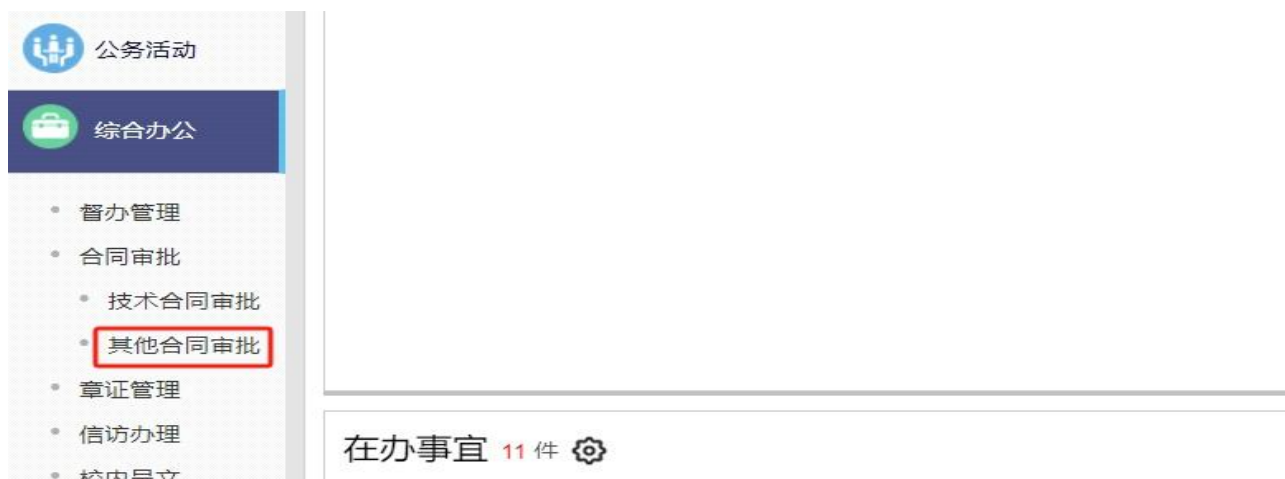 公务活动
综合办公
督办管理
合同审批
技术合同审批
其他合同审批
章证管理
信访办理
在办事宜 11 件